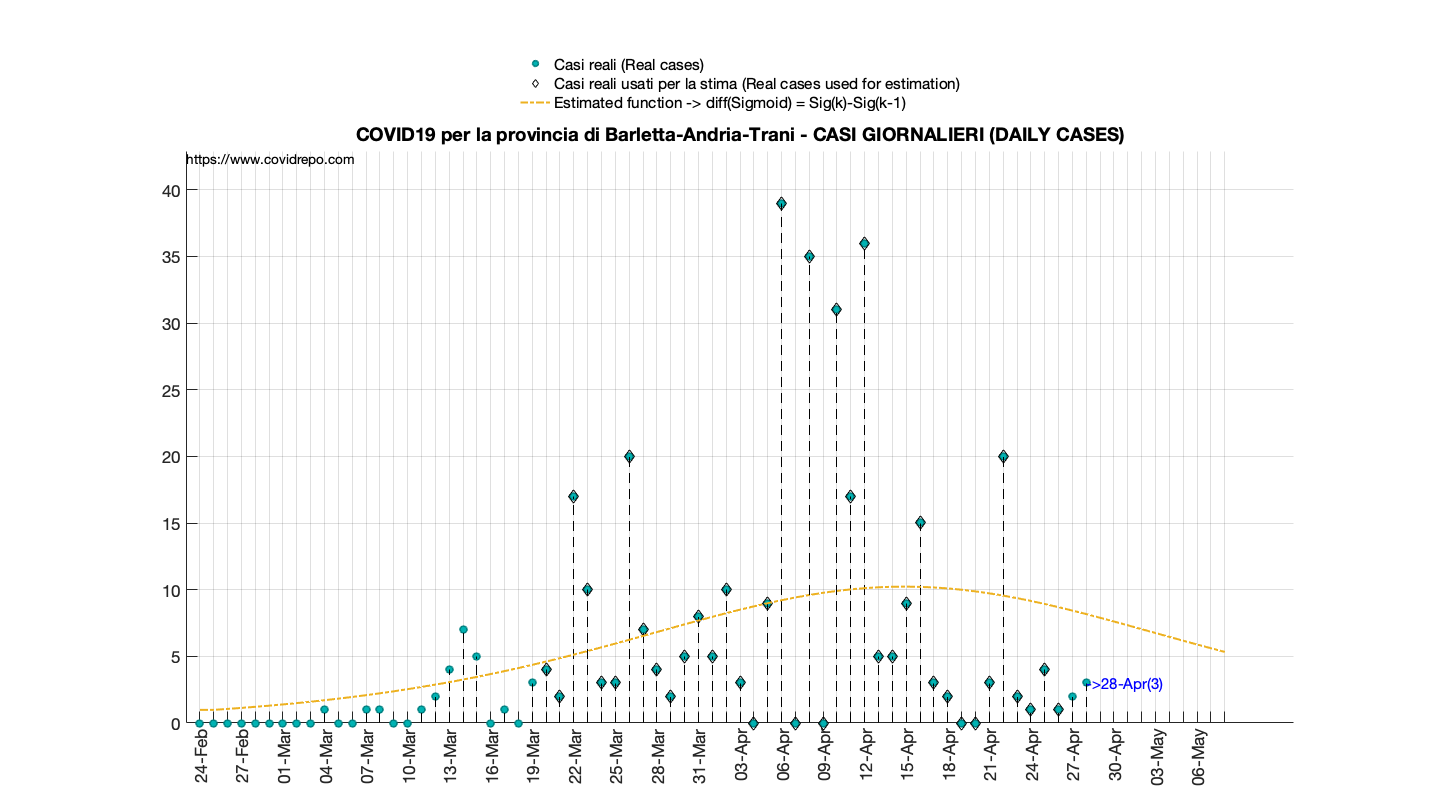 Casi reali (Real cases)
Casi reali usati per la stima (Real cases used for estimation)
Estimated function -> diff(Sigmoid) = Sig(k)-Sig(k-1)
COVID19 per la provincia di Barletta-Andria-Trani - CASI GIORNALIERI (DAILY CASES)
https://www.covidrepo.com
40
35
30
25
20
15
10
5
0
->28-Apr(3)
24-Feb
27-Feb
01-Mar
04-Mar
07-Mar
10-Mar
13-Mar
16-Mar
19-Mar
22-Mar
25-Mar
28-Mar
31-Mar
03-Apr
06-Apr
09-Apr
12-Apr
15-Apr
18-Apr
21-Apr
24-Apr
27-Apr
30-Apr
03-May
06-May